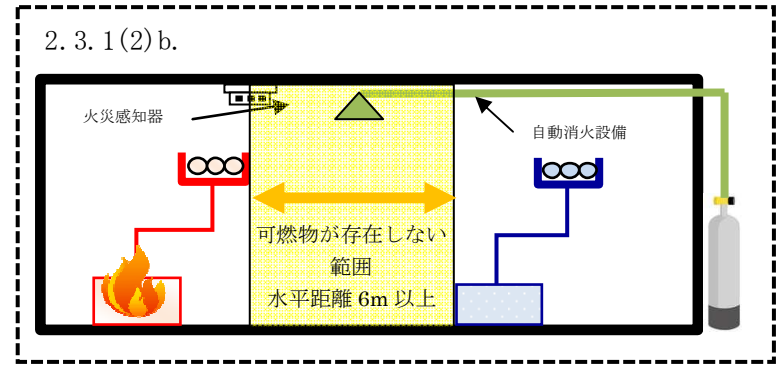 2.3.1(2)b.
火災感知器
自動消火設備
可燃物が存在しない
範囲
水平距離 6m 以上